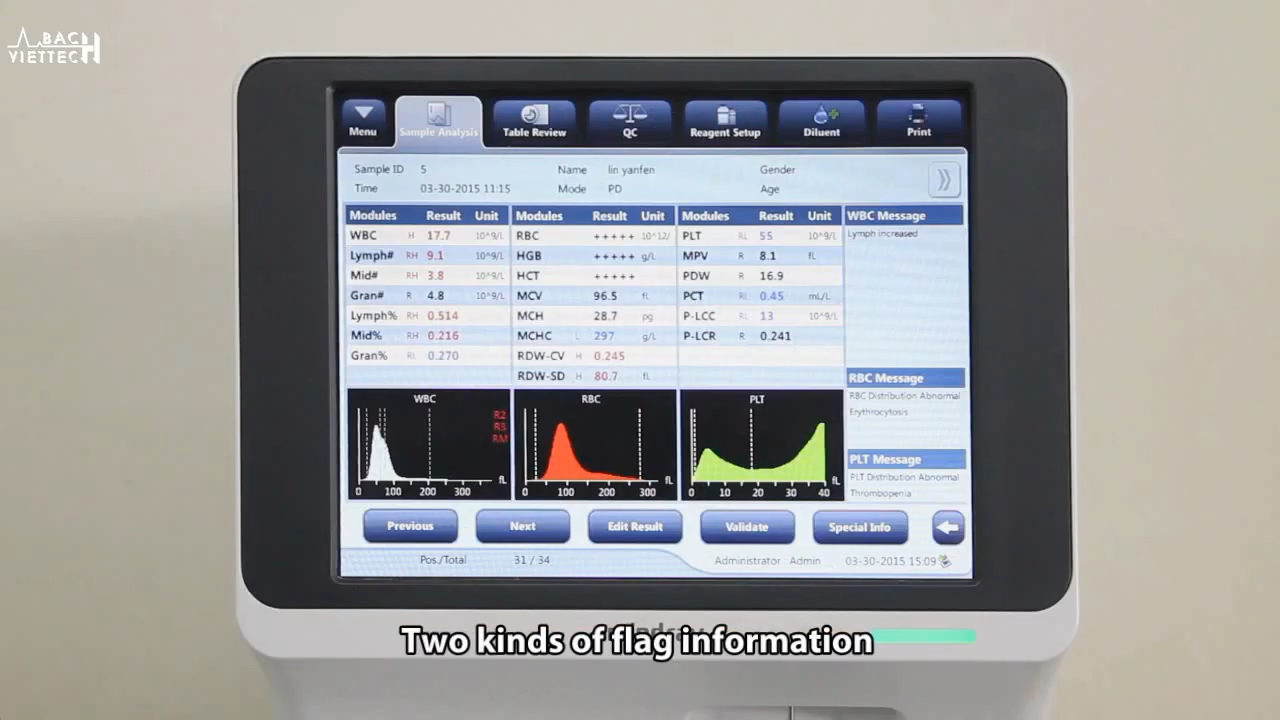 BACH
VIETTECH
Menu
Sample Analysis
Table Review
QC
Reagent Setup
Diluent
Print
Sample ID 5 Name lin yanfen Gender
Time 03-30-2015 11:15 Mode PD Age
Modules Result Unit Modules Result Unit Modules Result Unit WBC Message
WBC H 17.7 10^9/L RBC +++++ 10^12/ PLT RL 55 10^9/L Lymph increased
Lymph# RH 9.1 10^9/L HGB +++++ g/L MPV R 8.1 fL
Mid# RH 3.8 10^9/L HCT +++++ PDW R 16.9
Gran# R 4.8 10^9/L MCV 96.5 fL PCT RL 0.45 mL/L
Lymph% RH 0.514 MCH 28.7 pg P-LCC RL 13 10^9/L
Mid% RH 0.216 MCHC L 297 g/L P-LCR R 0.241
Gran% RL 0.270 RDW-CV H 0.245
RDW-SD H 80.7 fL
RBC Message
RBC Distribution Abnormal
Erythrocytosis
PLT Message
PLT Distribution Abnormal
Thrombopenia
WBC
R2
R3
RM
fL
0 100 200 300
RBC
fL
0 100 200 300
PLT
fL
0 10 20 30 40
Previous
Next
Edit Result
Validate
Special Info
Pos./Total 31 / 34 Administrator : Admin 03-30-2015 15:09
Two kinds of flag information